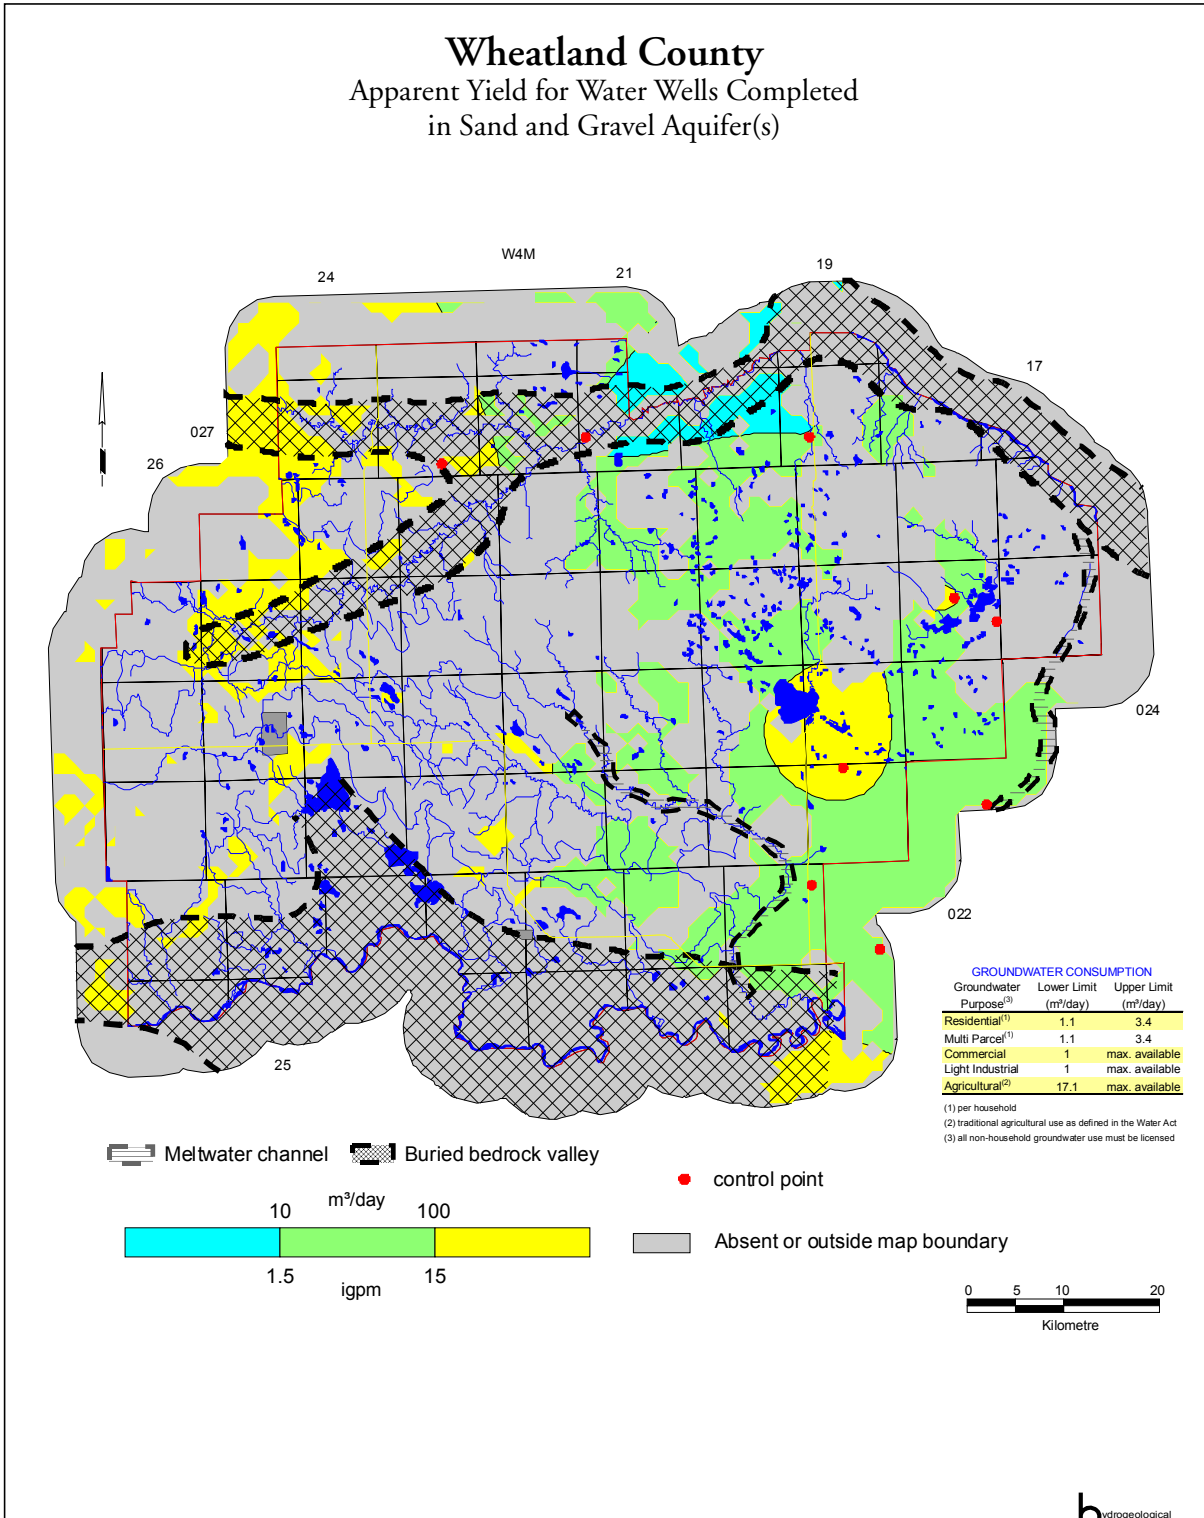 Wheatland County
Apparent Yield for Water Wells Completed
in Sand and Gravel Aquifer(s)
W4M
24
21
19
17
027
26
024
022
25
GROUNDWATER CONSUMPTION
Groundwater Lower Limit Upper Limit
Purpose(3) (m³/day) (m³/day)
Residential(1) 1.1 3.4
Multi Parcel(1) 1.1 3.4
Commercial 1 max. available
Light Industrial 1 max. available
Agricultural(2) 17.1 max. available
(1) per household
(2) traditional agricultural use as defined in the Water Act
(3) all non-household groundwater use must be licensed
Meltwater channel Buried bedrock valley
control point
m³/day
10 100
Absent or outside map boundary
1.5 15
igpm
0 5 10 20
Kilometre
hydrogeological